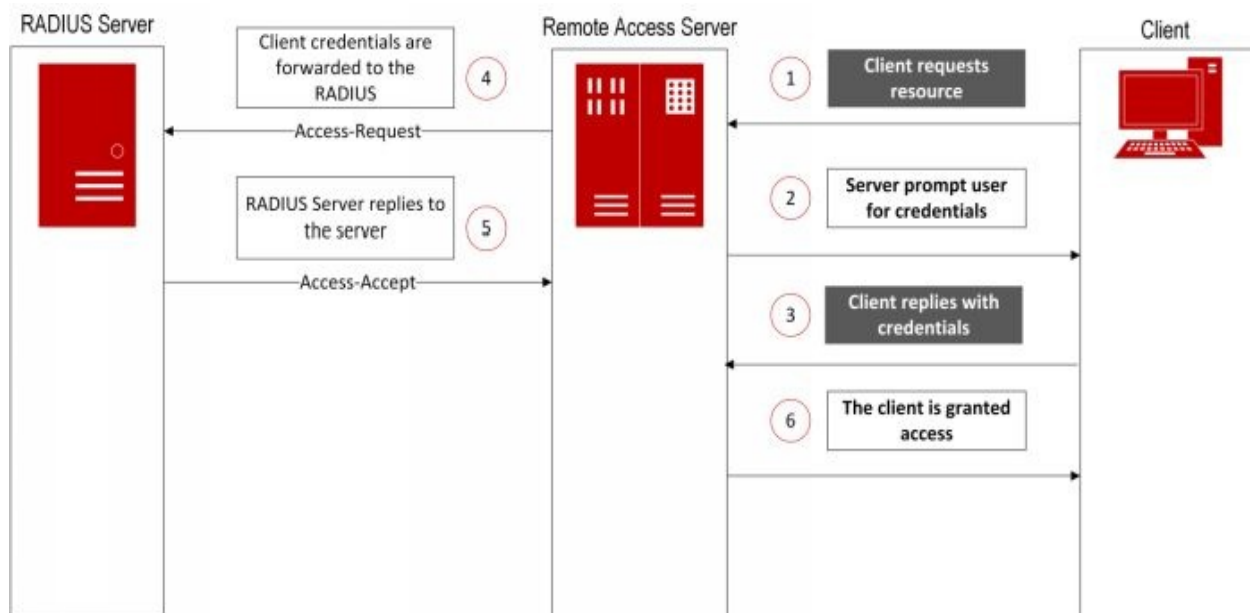 RADIUS Server
Remote Access Server
Client
Client credentials are
forwarded to the
RADIUS
4
Access-Request
1
Client requests
resource
RADIUS Server replies to
the server
5
Access-Accept
2
Server prompt user
for credentials
3
Client replies with
credentials
6
The client is granted
access